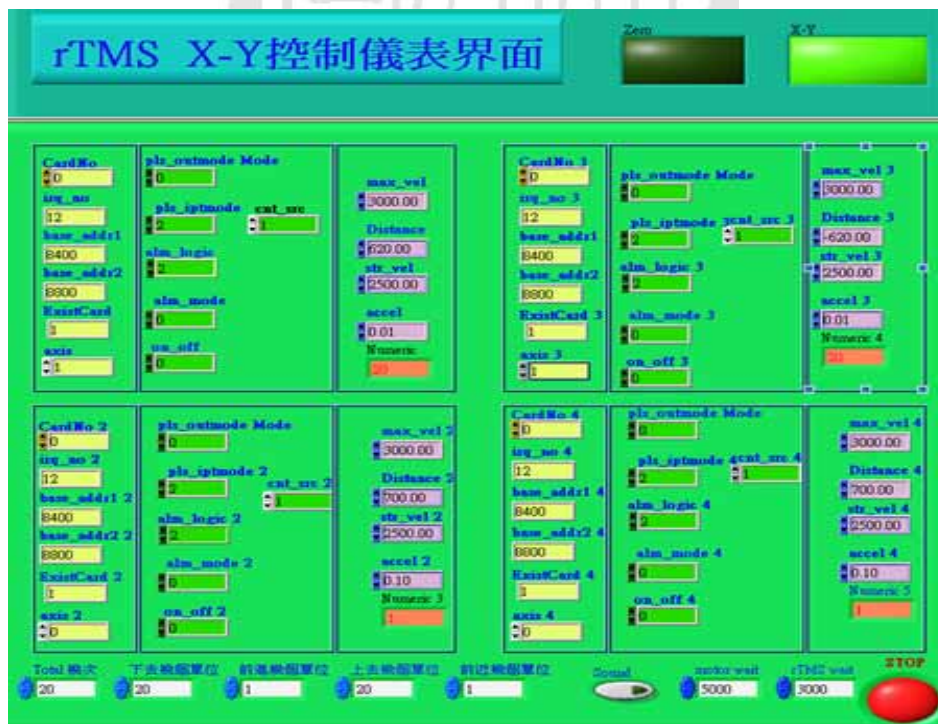 rTMS X-Y控制儀表界面
Zero
X-Y
CardNo
0
irq_no
12
base_addr1
8400
base_addr2
8800
ExistCard
1
axis
1
pls_outmode Mode
0
pls_iptmode
2
cnt_src
1
alm_logic
2
alm_mode
0
on_off
0
max_vel
3000.00
Distance
620.00
str_vel
2500.00
accel
0.01
Numeric
20
CardNo 3
0
irq_no 3
12
base_addr1
8400
base_addr2
8800
ExistCard 3
1
axis 3
1
pls_outmode Mode
0
pls_iptmode 3
2
cnt_src 3
1
alm_logic 3
2
alm_mode 3
0
on_off 3
0
max_vel 3
3000.00
Distance 3
-620.00
str_vel 3
2500.00
accel 3
0.01
Numeric 4
20
CardNo 2
0
irq_no 2
12
base_addr1 2
8400
base_addr2 2
8800
ExistCard 2
1
axis 2
0
pls_outmode Mode
0
pls_iptmode 2
2
cnt_src 2
1
alm_logic 2
2
alm_mode 2
0
on_off 2
0
max_vel 2
3000.00
Distance 2
700.00
str_vel 2
2500.00
accel 2
0.10
Numeric 3
1
CardNo 4
0
irq_no 4
12
base_addr1 4
8400
base_addr2 4
8800
ExistCard 4
1
axis 4
0
pls_outmode Mode
0
pls_iptmode 4
2
cnt_src 4
1
alm_logic 4
2
alm_mode 4
0
on_off 4
0
max_vel 4
3000.00
Distance 4
700.00
str_vel 4
2500.00
accel 4
0.10
Numeric 5
1
Total
20
20
1
20
1
Sound
motor wait
5000
rTMS wait
3000
STOP